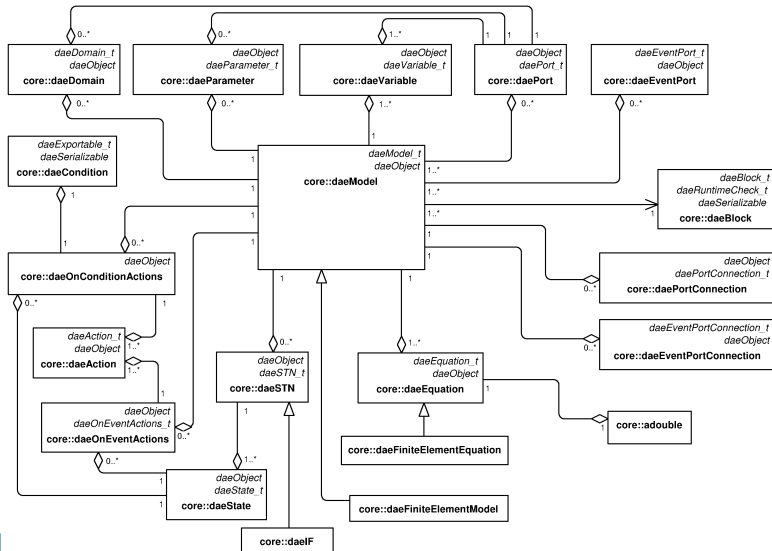 0..*
1
0..*
1
1..*
1
daeDomain_t
daeObject
core::daeDomain
daeObject
daeParameter_t
core::daeParameter
daeObject
daeVariable_t
core::daeVariable
daeObject
daePort_t
core::daePort
daeEventPort_t
daeObject
core::daeEventPort
0..*
0..*
1..*
0..*
0..*
daeExportable_t
daeSerializable
core::daeCondition
1
1
1
daeModel_t
daeObject
core::daeModel
1..*
1..*
1..*
daeBlock_t
daeRuntimeCheck_t
daeSerializable
core::daeBlock
1
1
1
0..*
1
1
1
1
daeObject
core::daeOnConditionActions
daeObject
daePortConnection_t
core::daePortConnection
0..*
1
1
1
0..*
1
daeAction_t
daeObject
core::daeAction
1..*
1..*
daeEventPortConnection_t
daeObject
core::daeEventPortConnection
0..*
0..*
1..*
daeObject
daeSTN_t
core::daeSTN
daeEquation_t
daeObject
core::daeEquation
1
1
daeObject
daeOnEventActions_t
core::daeOnEventActions
0..*
1
core::adouble
1
core::daeFiniteElementEquation
0..*
1..*
1
1
daeObject
daeState_t
core::daeState
core::daeFiniteElementModel
core::daeIF